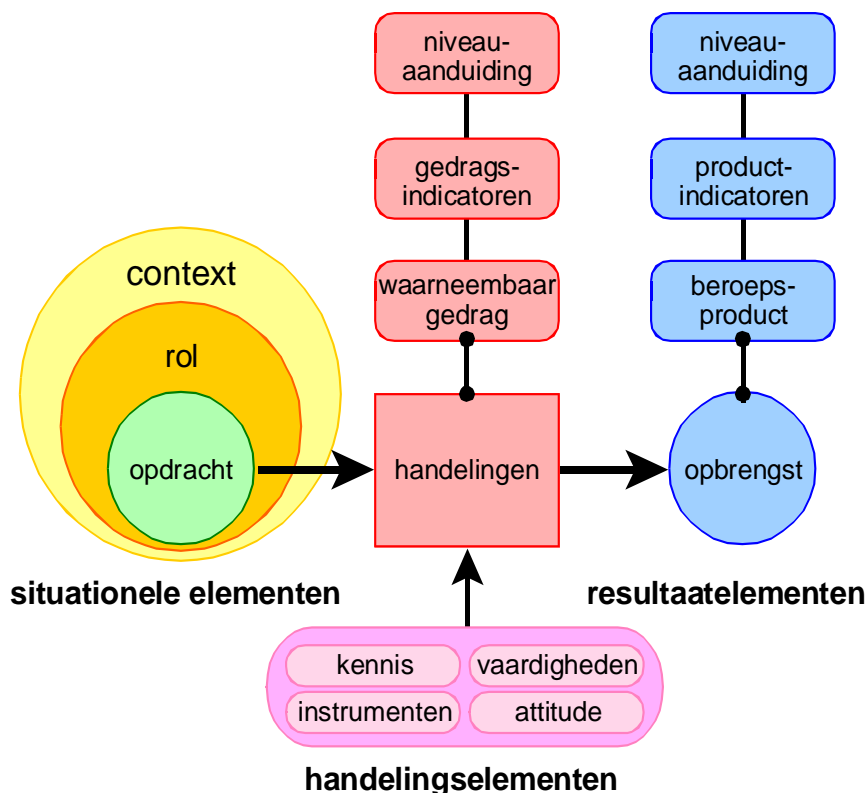 niveau-
aanduiding
niveau-
aanduiding
gedrags-
indicatoren
product-
indicatoren
context
waarneembaar
gedrag
beroeps-
product
rol
opdracht
handelingen
opbrengst
situationele elementen
resultaatelementen
kennis
vaardigheden
instrumenten
attitude
handelingselementen